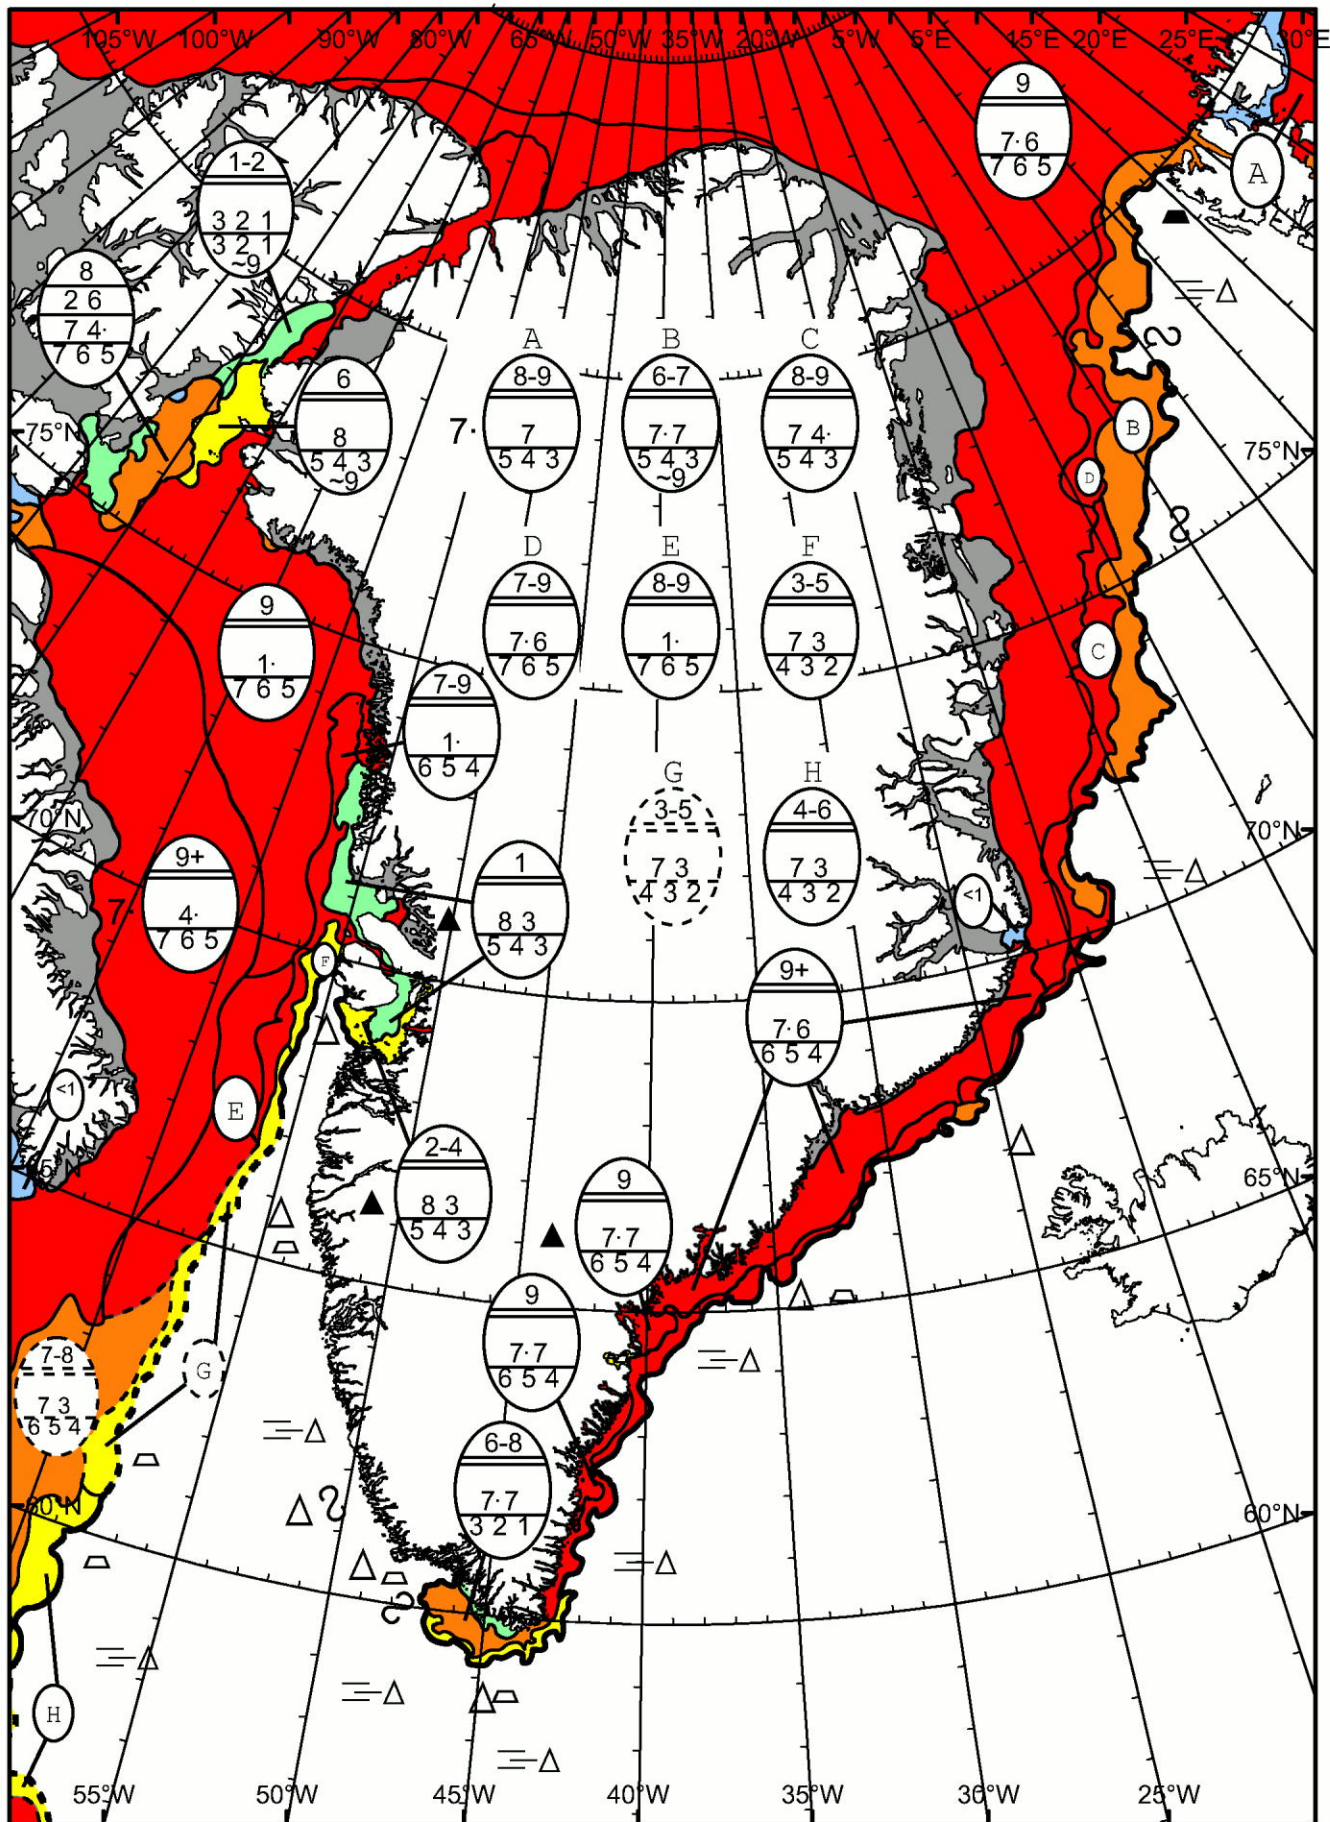 105°W 100°W 90°W 80°W 65°W 50°W 35°W 20°W 5°W 5°E 15°E 20°E 25°E 30°E
9
7· 6
7 6 5
A
1-2
3 2 1
3 2 1
~9
8
2 6
7 4·
7 6 5
6
8
5 4 3
~9
75°N
75°N
A
8-9
7·
7
5 4 3
B
6-7
7· 7
5 4 3
~9
C
8-9
7 4·
5 4 3
B
D
C
D
7-9
7· 6
7 6 5
E
8-9
1·
7 6 5
F
3-5
7 3
4 3 2
9
1·
7 6 5
7-9
1·
6 5 4
G
3-5
7 3
4 3 2
H
4-6
7 3
4 3 2
70°N
70°N
9+
7·
4·
7 6 5
1
8 3
5 4 3
<1
F
9+
7· 6
6 5 4
<1
E
65°N
65°N
2-4
8 3
5 4 3
9
7· 7
6 5 4
9
7· 7
6 5 4
7-8
7 3
6 5 4
G
6-8
7· 7
3 2 1
60°N
60°N
H
55°W 50°W 45°W 40°W 35°W 30°W 25°W